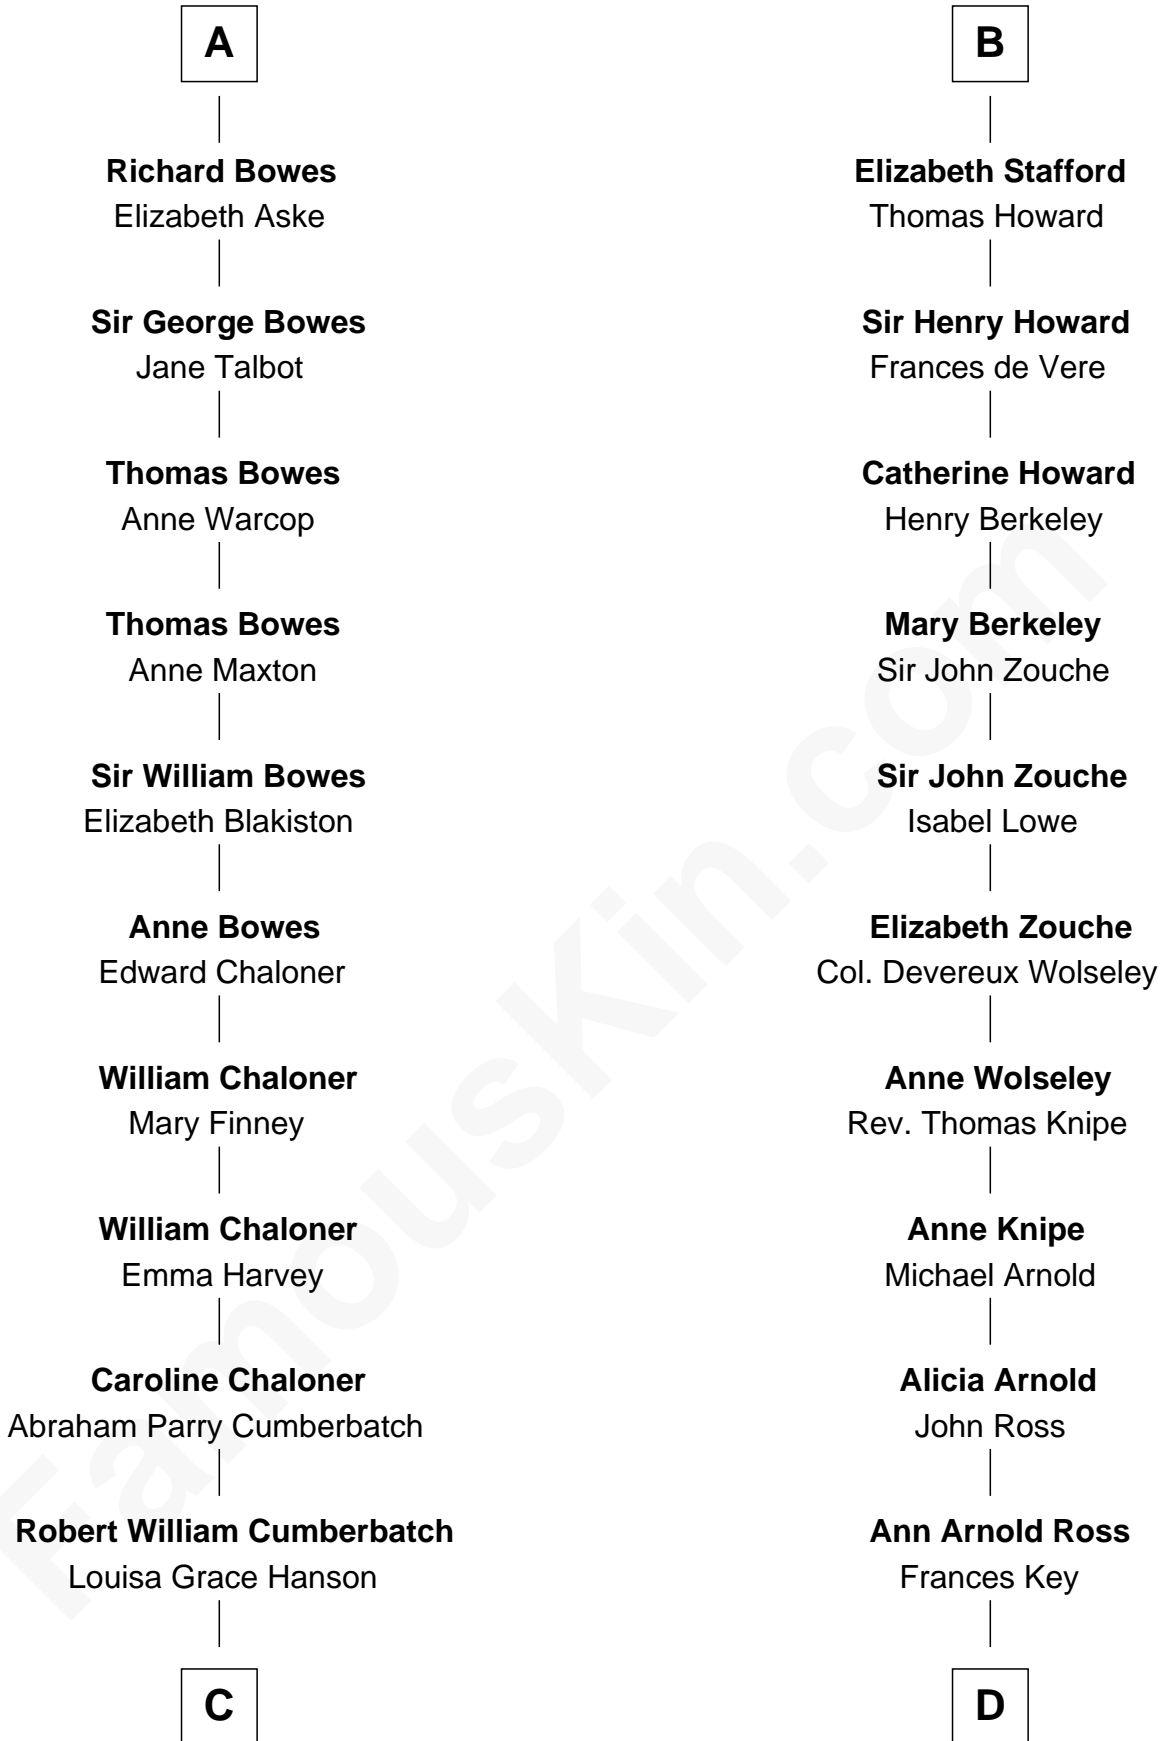 A
Richard Bowes
Elizabeth Aske
Sir George Bowes
Jane Talbot
Thomas Bowes
Anne Warcop
Thomas Bowes
Anne Maxton
Sir William Bowes
Elizabeth Blakiston
Anne Bowes
Edward Chaloner
William Chaloner
Mary Finney
William Chaloner
Emma Harvey
Caroline Chaloner
Abraham Parry Cumberbatch
Robert William Cumberbatch
Louisa Grace Hanson
C
B
Elizabeth Stafford
Thomas Howard
Sir Henry Howard
Frances de Vere
Catherine Howard
Henry Berkeley
Mary Berkeley
Sir John Zouche
Sir John Zouche
Isabel Lowe
Elizabeth Zouche
Col. Devereux Wolseley
Anne Wolseley
Rev. Thomas Knipe
Anne Knipe
Michael Arnold
Alicia Arnold
John Ross
Ann Arnold Ross
Frances Key
D
FamousKin.com